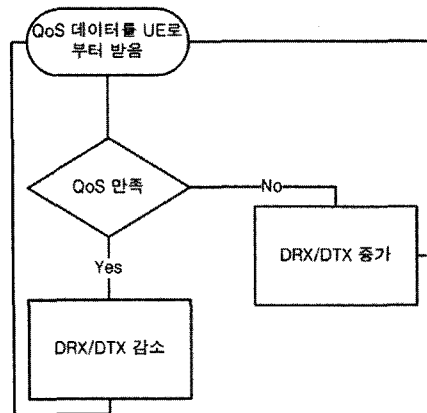 QoS 데이터를 UE로
부터 받음
QoS 만족
No
DRX/DTX 증가
Yes
DRX/DTX 감소